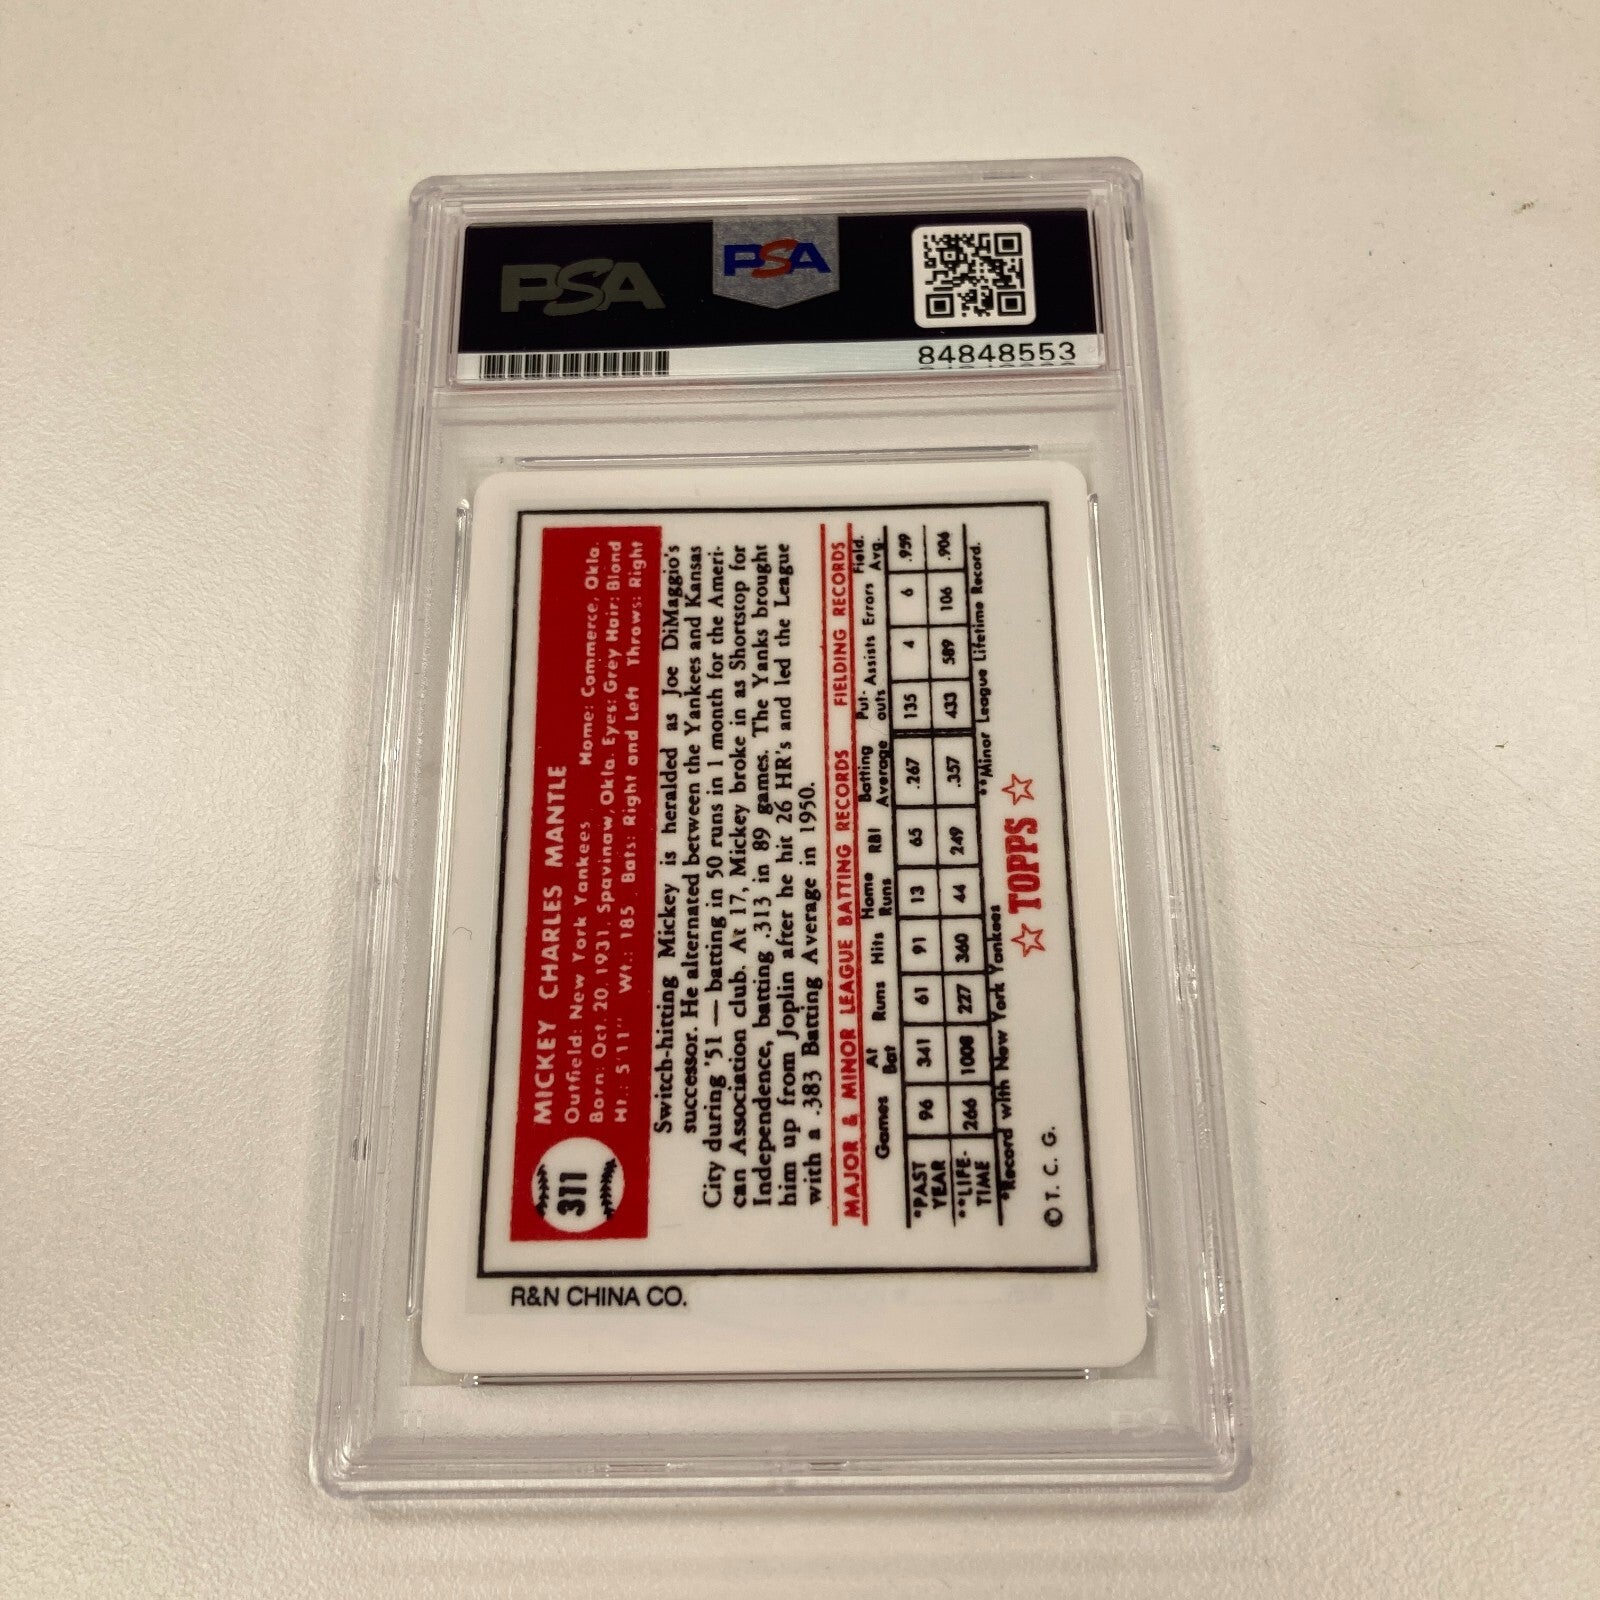 PSA
PSA
84848553
311
MICKEY CHARLES MANTLE
Outfield: New York Yankees Home: Commerce, Okla.
Born: Oct. 20, 1931, Spavinaw, Okla. Eyes: Grey Hair: Blond
Ht.: 5'11" Wt.: 185 Bats: Right and Left Throws: Right
Switch-hitting Mickey is heralded as Joe DiMaggio's
successor. He alternated between the Yankees and Kansas
City during '51 — batting in 50 runs in 1 month for the Ameri-
can Association club. At 17, Mickey broke in as Shortstop for
Independence, batting .313 in 89 games. The Yanks brought
him up from Joplin after he hit 26 HR's and led the League
with a .383 Batting Average in 1950.
MAJOR & MINOR LEAGUE BATTING RECORDS FIELDING RECORDS
Games At Bat Runs Hits Home Runs RBI Batting Average Put-outs Assists Errors Field. Avg.
*PAST YEAR 96 341 61 91 13 65 .267 135 4 6 .959
**LIFE-TIME 266 1008 227 360 44 249 .357 433 589 106 .904
*Record with New York Yankees **Minor League Lifetime Record.
☆ TOPPS ☆
© T. C. G.
R&N CHINA CO.
PSA